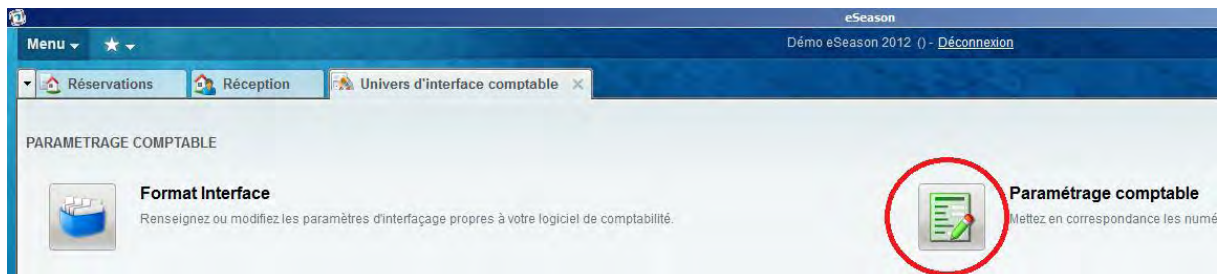 eSeason
Menu
Démo eSeason 2012 () - Déconnexion
Réservations
Réception
Univers d'interface comptable
PARAMETRAGE COMPTABLE
Format Interface
Renseignez ou modifiez les paramètres d'interfaçage propres à votre logiciel de comptabilité.
Paramétrage comptable
Mettez en correspondance les numé